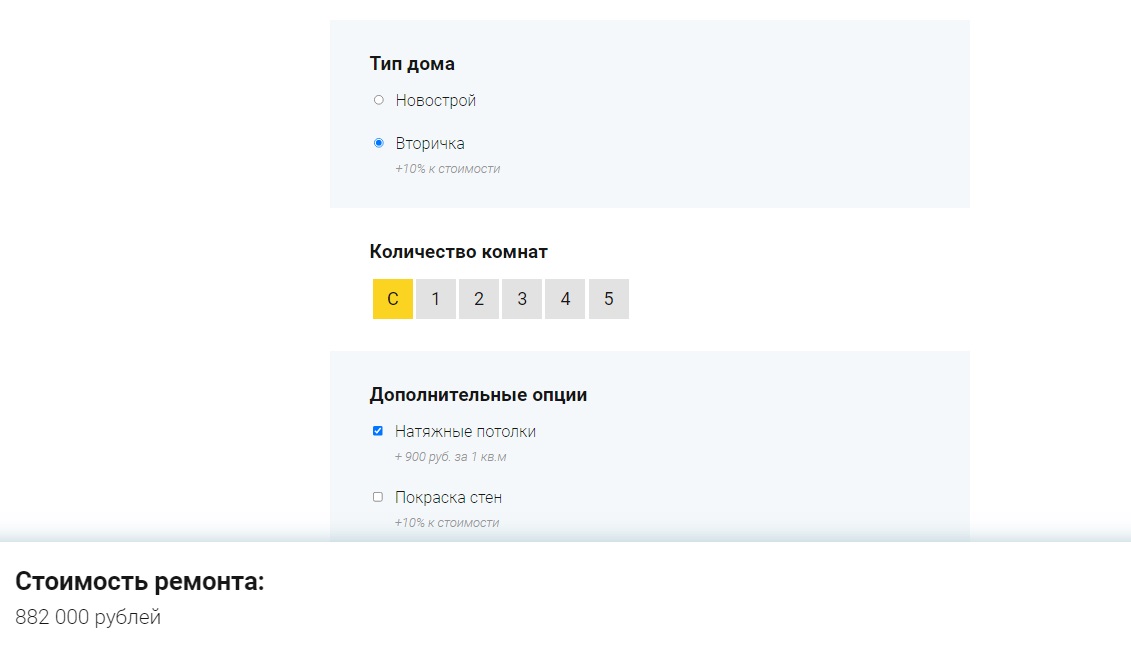 Тип дома
Новострой
Вторичка
+10% к стоимости
Количество комнат
С 1 2 3 4 5
Дополнительные опции
Натяжные потолки
+ 900 руб. за 1 кв.м
Покраска стен
+10% к стоимости
Стоимость ремонта:
882 000 рублей